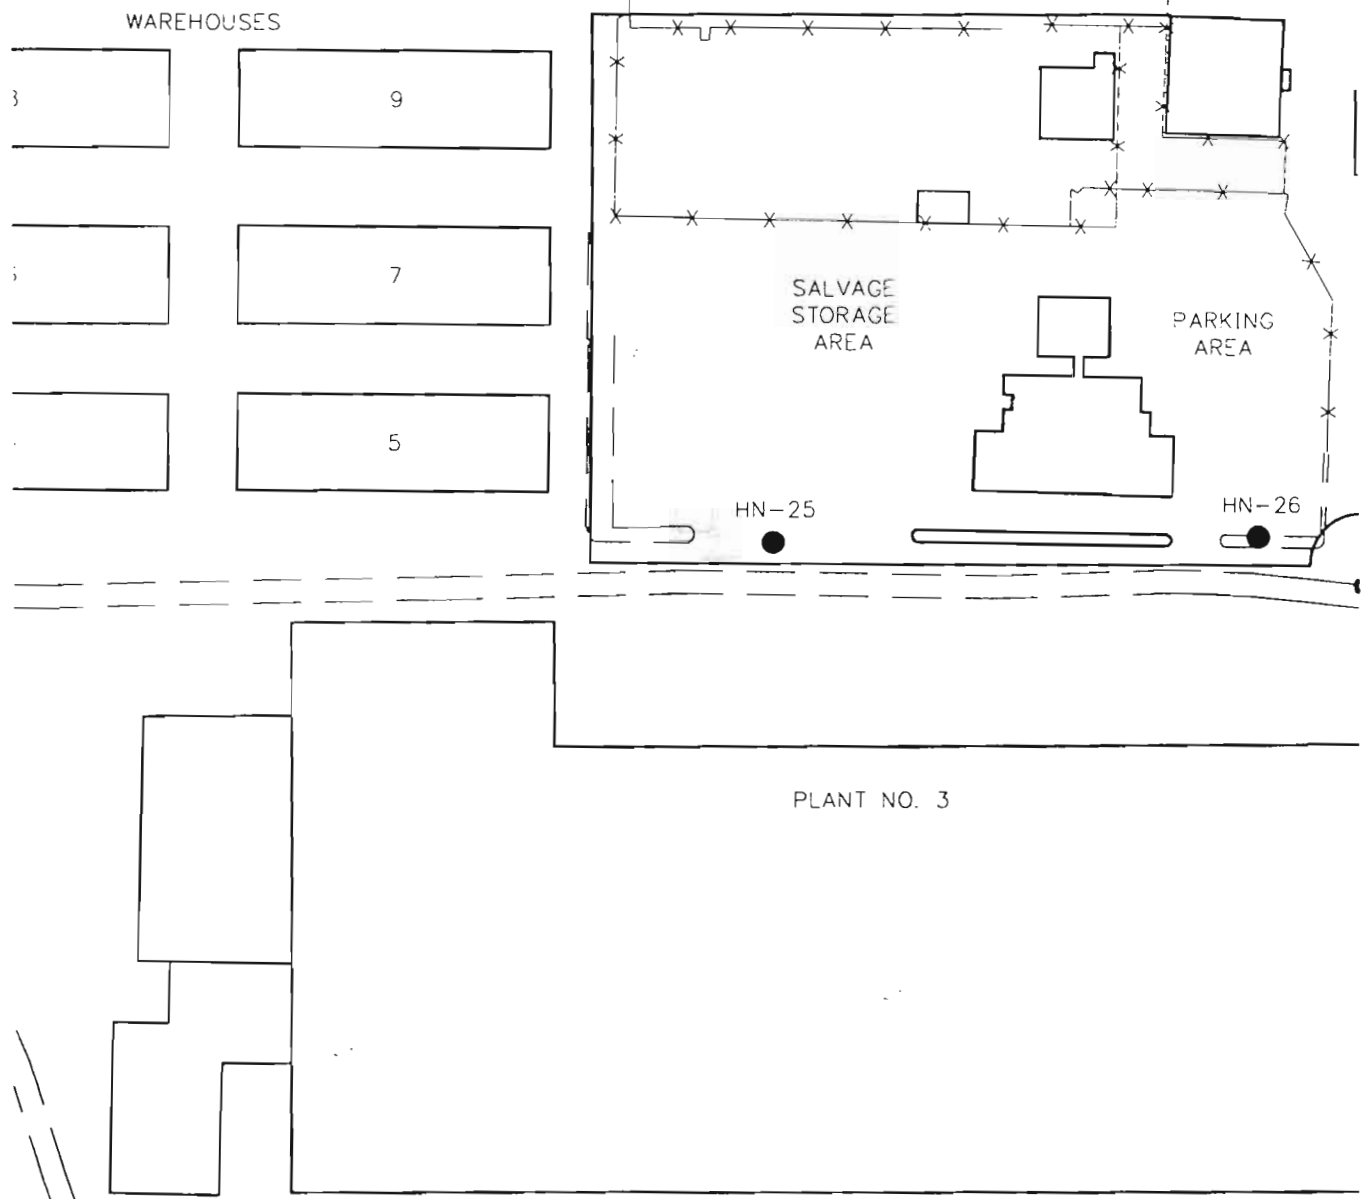 WAREHOUSES
9
7
5
SALVAGE
STORAGE
AREA
PARKING
AREA
HN-25
HN-26
PLANT NO. 3